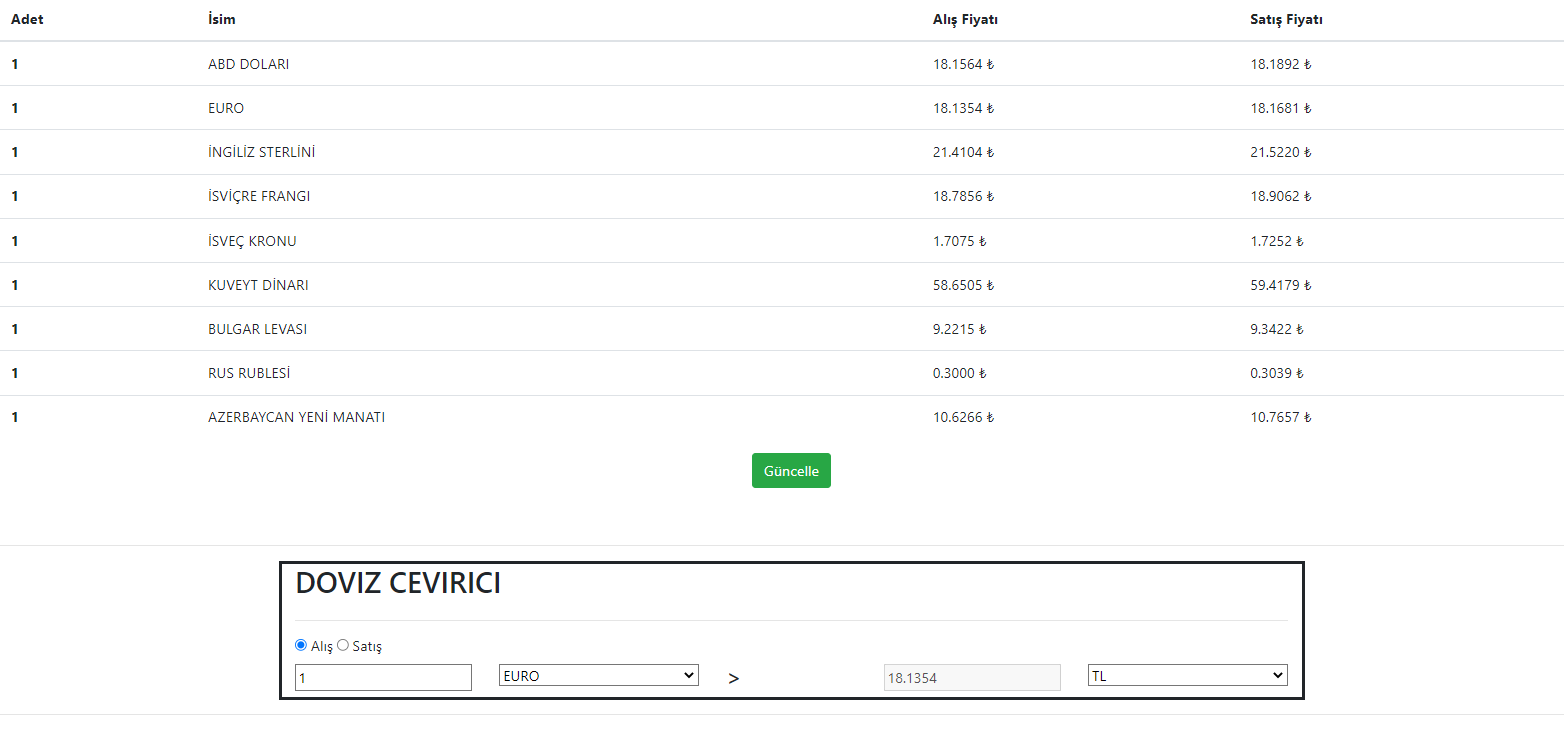 Adet İsim Alış Fiyatı Satış Fiyatı
1 ABD DOLARI 18.1564 ₺ 18.1892 ₺
1 EURO 18.1354 ₺ 18.1681 ₺
1 İNGİLİZ STERLİNİ 21.4104 ₺ 21.5220 ₺
1 İSVİÇRE FRANGI 18.7856 ₺ 18.9062 ₺
1 İSVEÇ KRONU 1.7075 ₺ 1.7252 ₺
1 KUVEYT DİNARI 58.6505 ₺ 59.4179 ₺
1 BULGAR LEVASI 9.2215 ₺ 9.3422 ₺
1 RUS RUBLESİ 0.3000 ₺ 0.3039 ₺
1 AZERBAYCAN YENİ MANATI 10.6266 ₺ 10.7657 ₺
Güncelle
DOVIZ CEVIRICI
Alış Satış
1 EURO > 18.1354 TL